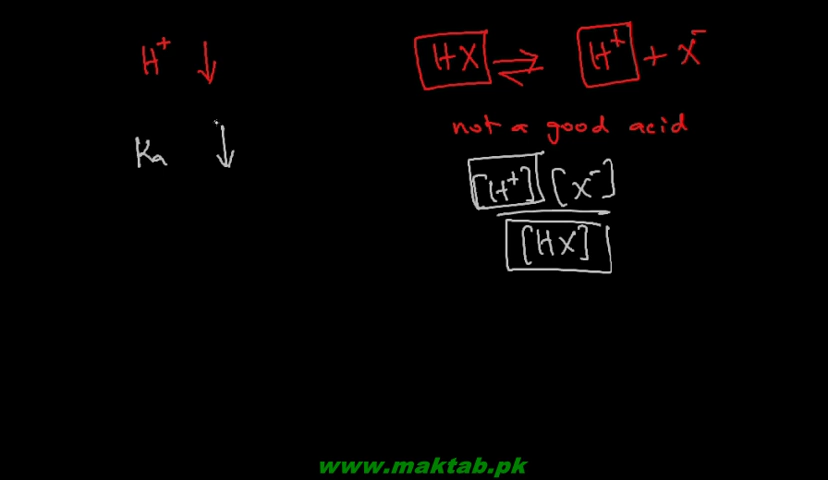 H⁺ ↓
HX ⇌ H⁺ + X⁻
not a good acid
Ka ↓
[H⁺] [X⁻]
[HX]
www.maktab.pk